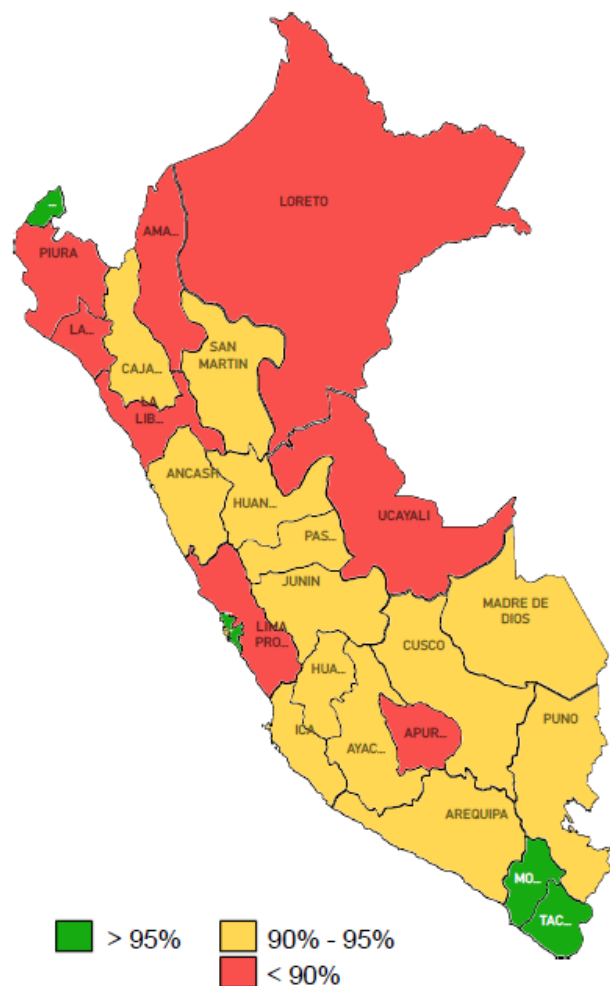 LORETO
AMA...
PIURA
LA...
SAN
MARTIN
CAJA...
LA
LIB...
ANCASH
HUAN...
UCAYALI
PAS...
JUNIN
MADRE DE
DIOS
LIMA
PRO...
CUSCO
HUA...
PUNO
ICA
AYAC...
APUR...
AREQUIPA
MO...
TAC...
> 95%
90% - 95%
< 90%